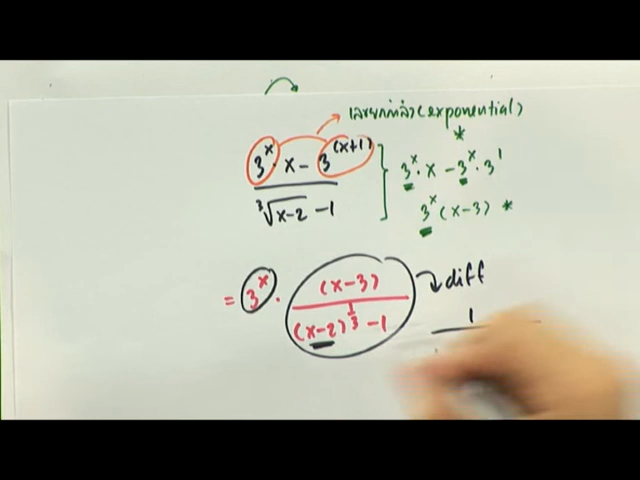 เลขยกกำลัง (exponential)
*
3^x · x - 3^(x+1)
∛(x-2) - 1
3^x · x - 3^x · 3^1
3^x (x-3) *
= 3^x · (x-3)
(x-2)^(1/3) - 1
diff
1